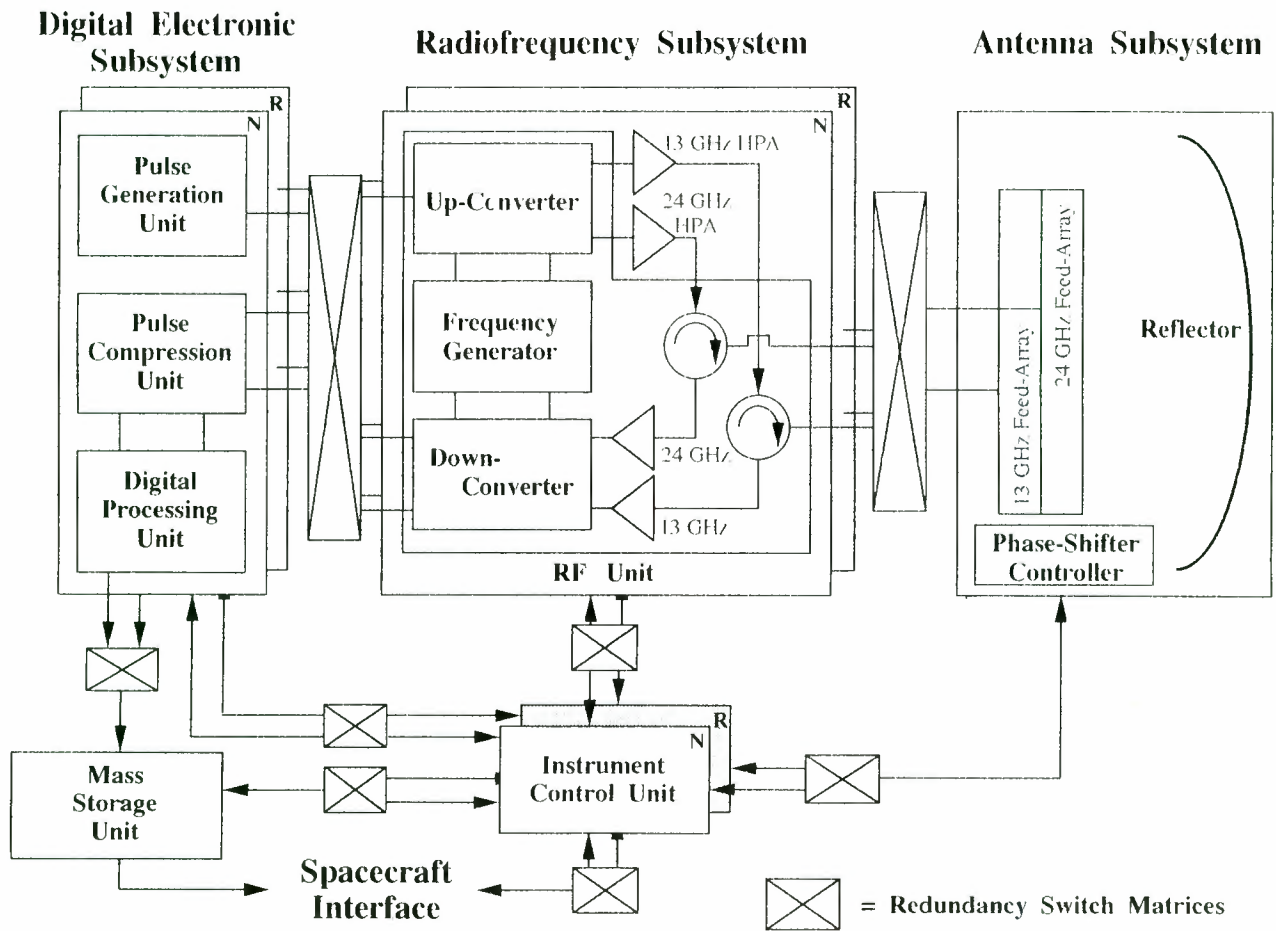 Digital Electronic
Subsystem
Radiofrequency Subsystem
Antenna Subsystem
R
N
Pulse
Generation
Unit
Pulse
Compression
Unit
Digital
Processing
Unit
R
N
Up-Converter
13 GHz HPA
24 GHz
HPA
Frequency
Generator
Down-
Converter
24 GHz
13 GHz
RF Unit
13 GHz Feed-Array
24 GHz Feed-Array
Reflector
Phase-Shifter
Controller
R
N
Instrument
Control Unit
Mass
Storage
Unit
Spacecraft
Interface
= Redundancy Switch Matrices